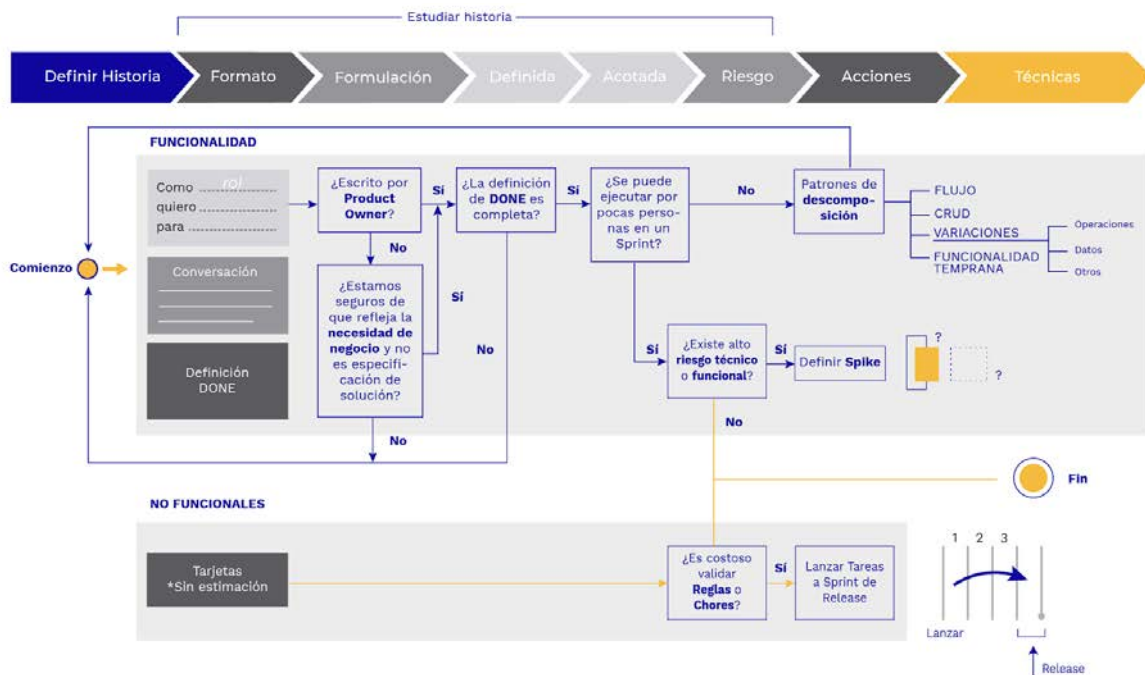 Estudiar historia
Definir Historia
Formato
Formulación
Definida
Acotada
Riesgo
Acciones
Técnicas
FUNCIONALIDAD
Como rol
quiero
para
Conversación
Definición
DONE
Comienzo
¿Escrito por
Product
Owner?
Sí
No
¿Estamos
seguros de
que refleja la
necesidad de
negocio y no
es especifi-
cación de
solución?
Sí
No
¿La definición
de DONE es
completa?
Sí
No
¿Se puede
ejecutar por
pocas perso-
nas en un
Sprint?
No
Sí
Patrones de
descompo-
sición
FLUJO
CRUD
VARIACIONES
FUNCIONALIDAD
TEMPRANA
Operaciones
Datos
Otros
¿Existe alto
riesgo técnico
o funcional?
Sí
No
Definir Spike
?
?
Fin
NO FUNCIONALES
Tarjetas
*Sin estimación
¿Es costoso
validar
Reglas o
Chores?
Sí
Lanzar Tareas
a Sprint de
Release
1 2 3
Lanzar
Release